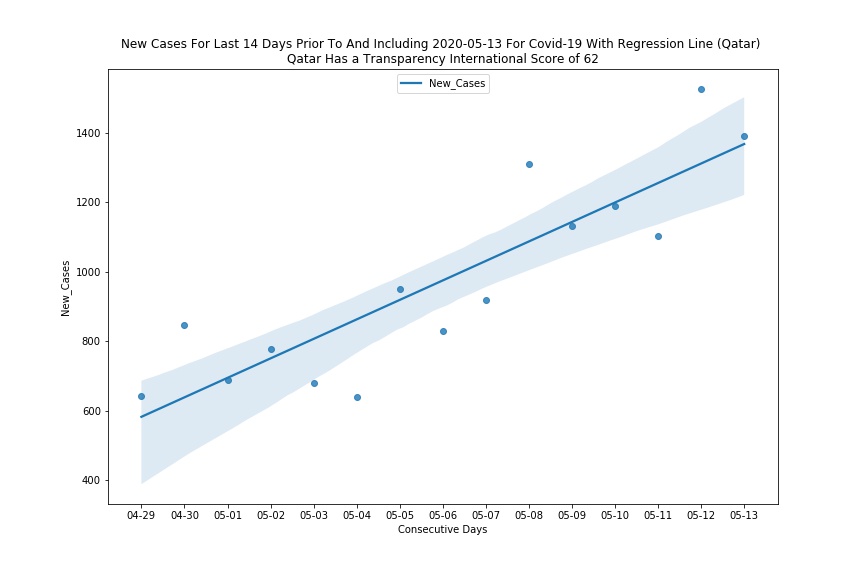 New Cases For Last 14 Days Prior To And Including 2020-05-13 For Covid-19 With Regression Line (Qatar)
Qatar Has a Transparency International Score of 62
New_Cases
1400
1200
1000
800
600
400
New_Cases
04-29 04-30 05-01 05-02 05-03 05-04 05-05 05-06 05-07 05-08 05-09 05-10 05-11 05-12 05-13
Consecutive Days